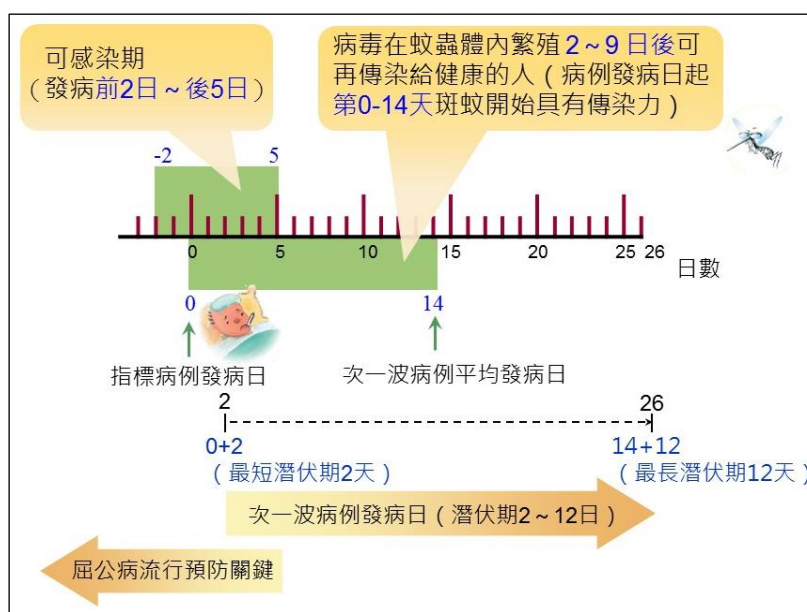 可感染期
（發病前2日～後5日）
病毒在蚊蟲體內繁殖 2～9 日後可
再傳染給健康的人（病例發病日起
第0-14天斑蚊開始具有傳染力）
-2
5
0
5
10
15
20
25
26
日數
0
14
指標病例發病日
次一波病例平均發病日
2
26
0+2
14+12
（最短潛伏期2天）
（最長潛伏期12天）
次一波病例發病日（潛伏期2～12日）
屈公病流行預防關鍵